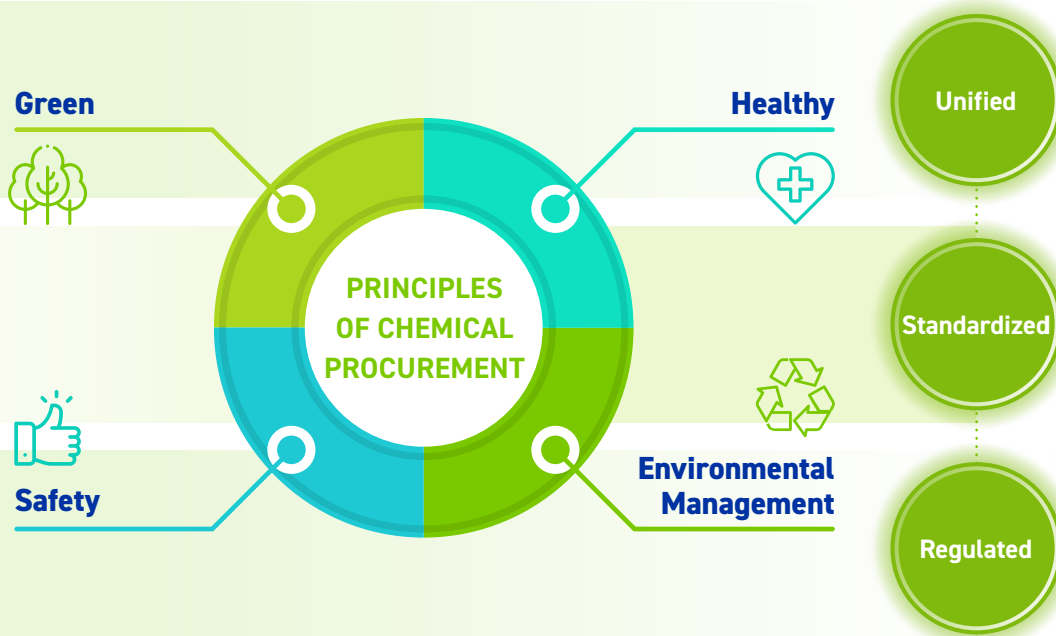 Green
Healthy
Unified
PRINCIPLES
OF CHEMICAL
PROCUREMENT
Standardized
Safety
Environmental
Management
Regulated